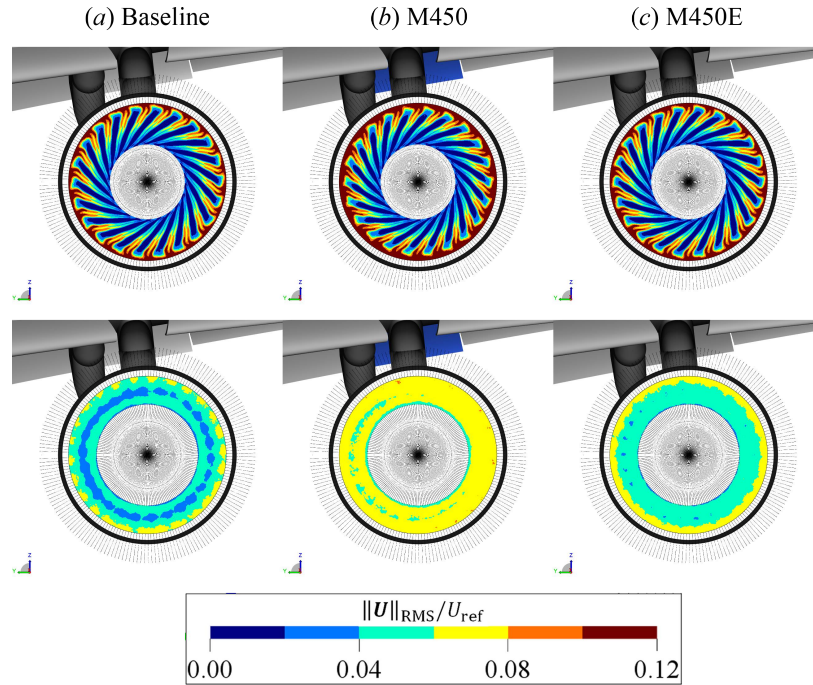 (a) Baseline (b) M450 (c) M450E
Z Z Z
Y Y Y
Z Z Z
Y Y Y
‖U‖RMS/Uref
0.00 0.04 0.08 0.12